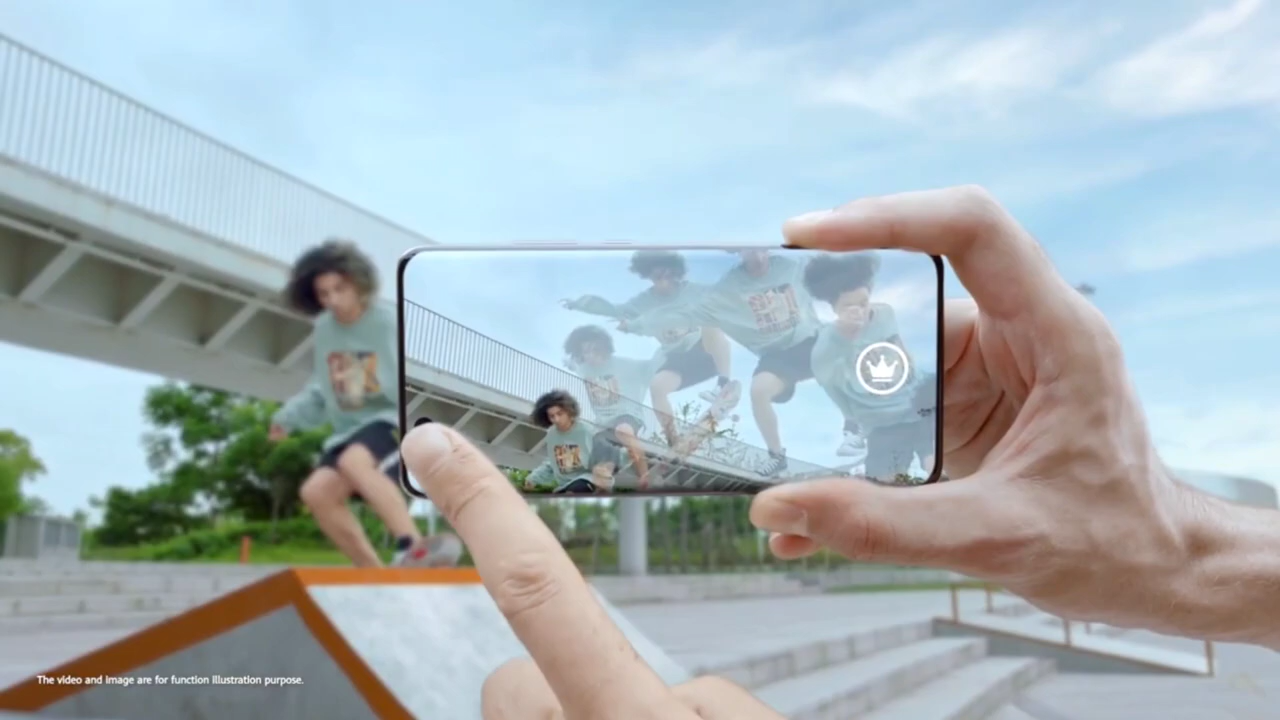 The video and image are for function illustration purpose.